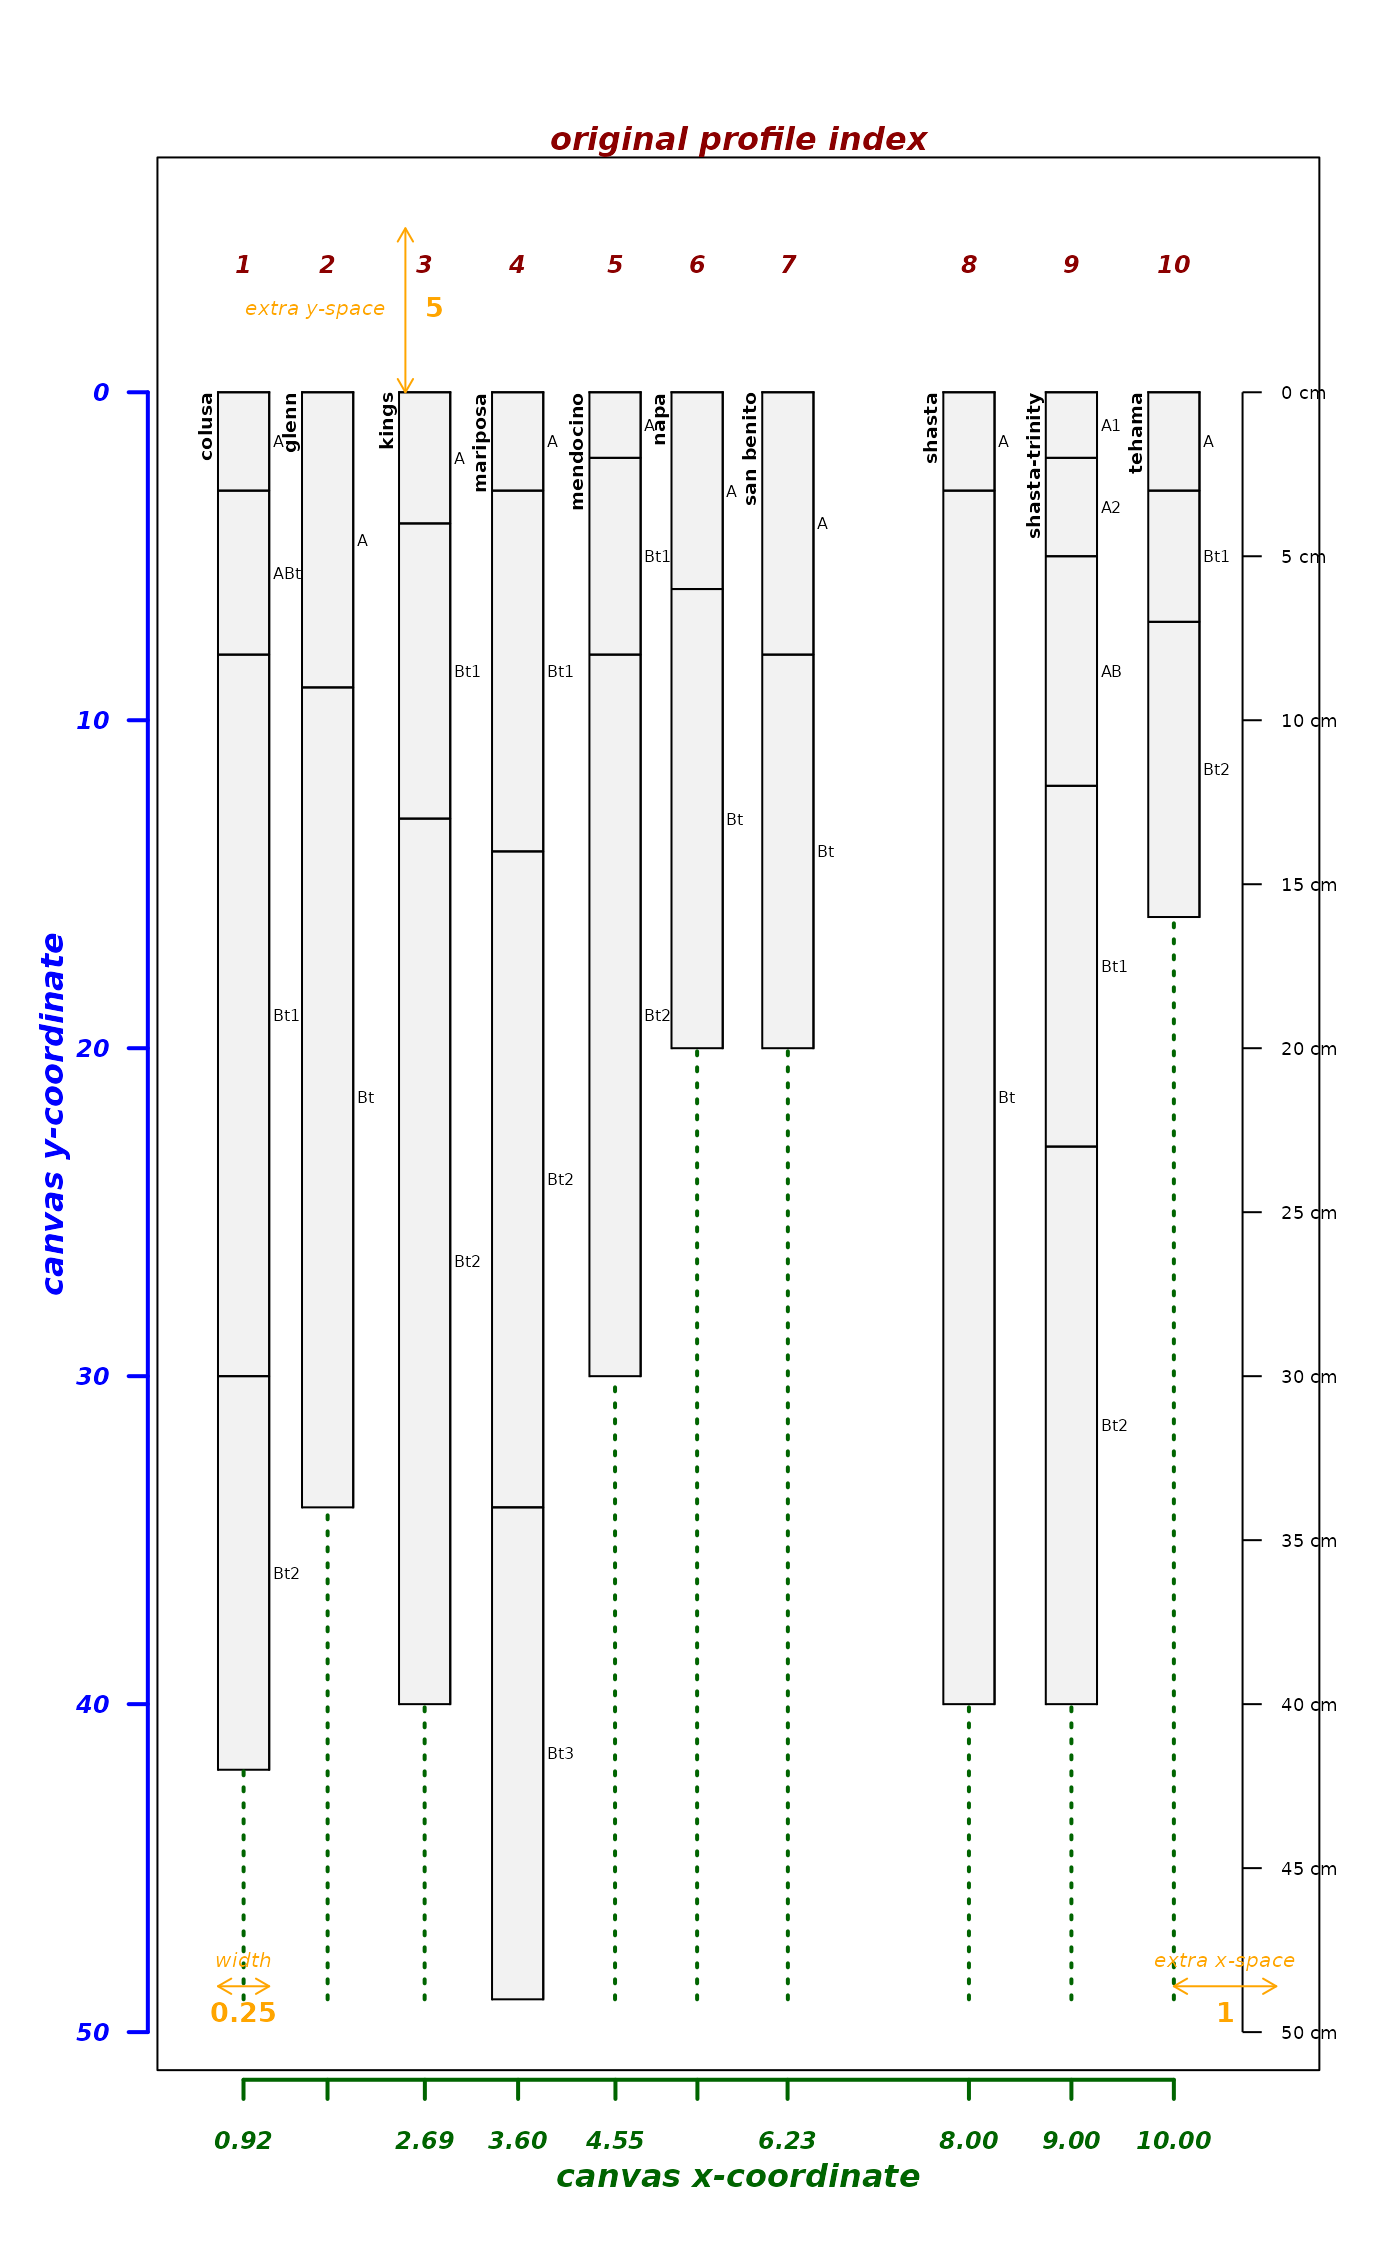 original profile index
1 2 3 4 5 6 7 8 9 10
extra y-space 5
0
10
20
30
40
50
canvas y-coordinate
colusa
A
ABt
Bt1
Bt2
glenn
A
Bt
kings
A
Bt1
Bt2
mariposa
A
Bt1
Bt2
Bt3
mendocino
A
Bt1
Bt2
napa
A
Bt
san benito
A
Bt
shasta
A
Bt
shasta-trinity
A1
A2
AB
Bt1
Bt2
tehama
A
Bt1
Bt2
0 cm
5 cm
10 cm
15 cm
20 cm
25 cm
30 cm
35 cm
40 cm
45 cm
50 cm
width
0.25
extra x-space
1
0.92 2.69 3.60 4.55 6.23 8.00 9.00 10.00
canvas x-coordinate